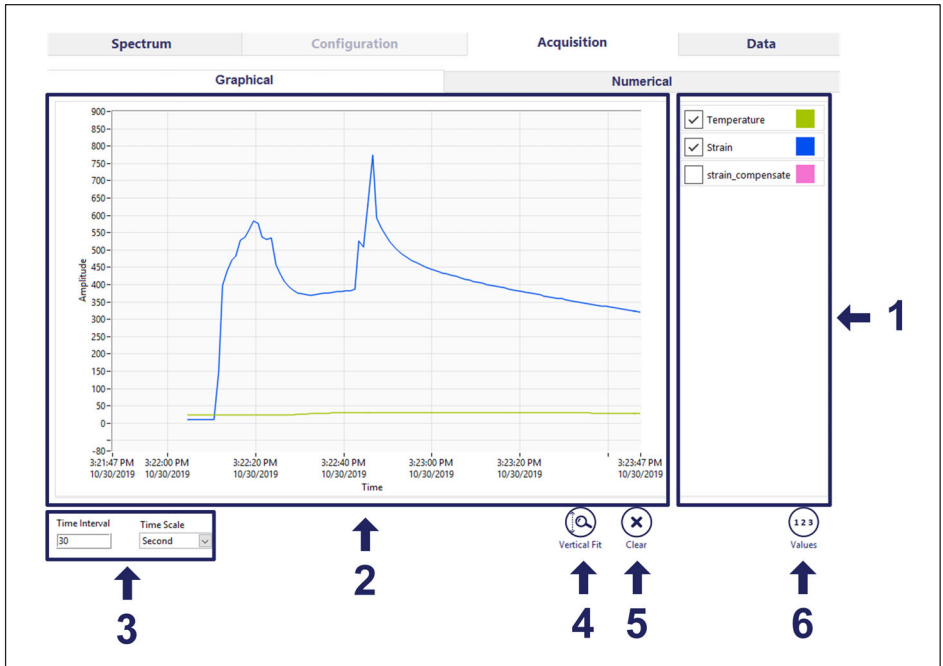 Spectrum Configuration Acquisition Data
Graphical Numerical
900
850
800
750
700
650
600
550
500
450
400
350
300
250
200
150
100
50
0
-80
Amplitude
3:21:47 PM 3:22:00 PM 3:22:20 PM 3:22:40 PM 3:23:00 PM 3:23:20 PM 3:23:47 PM
10/30/2019 10/30/2019 10/30/2019 10/30/2019 10/30/2019 10/30/2019 10/30/2019
Time
Temperature
Strain
strain_compensate
1
Time Interval Time Scale
30 Second
2
3
Vertical Fit
4
Clear
5
1 2 3
Values
6